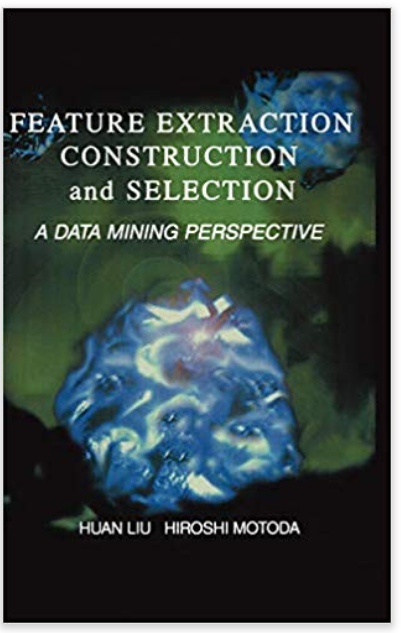 FEATURE EXTRACTION
CONSTRUCTION
and SELECTION
A DATA MINING PERSPECTIVE
HUAN LIU HIROSHI MOTODA